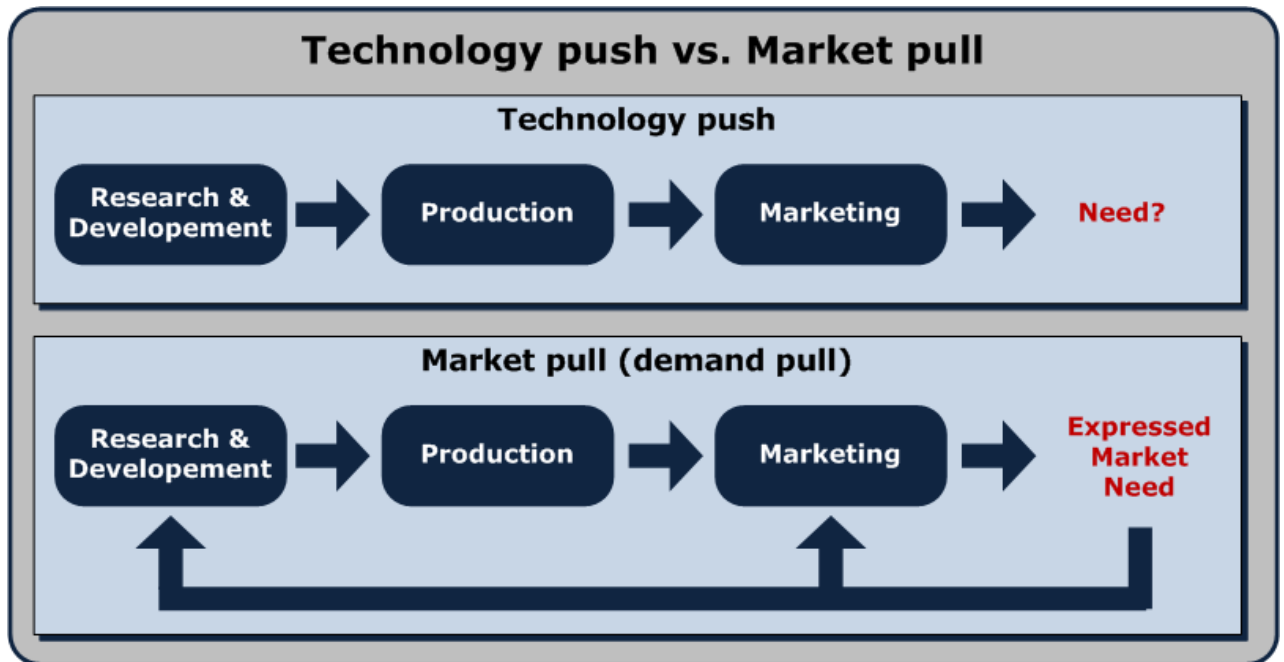 Technology push vs. Market pull
Technology push
Research &
Developement
Production
Marketing
Need?
Market pull (demand pull)
Research &
Developement
Production
Marketing
Expressed
Market
Need